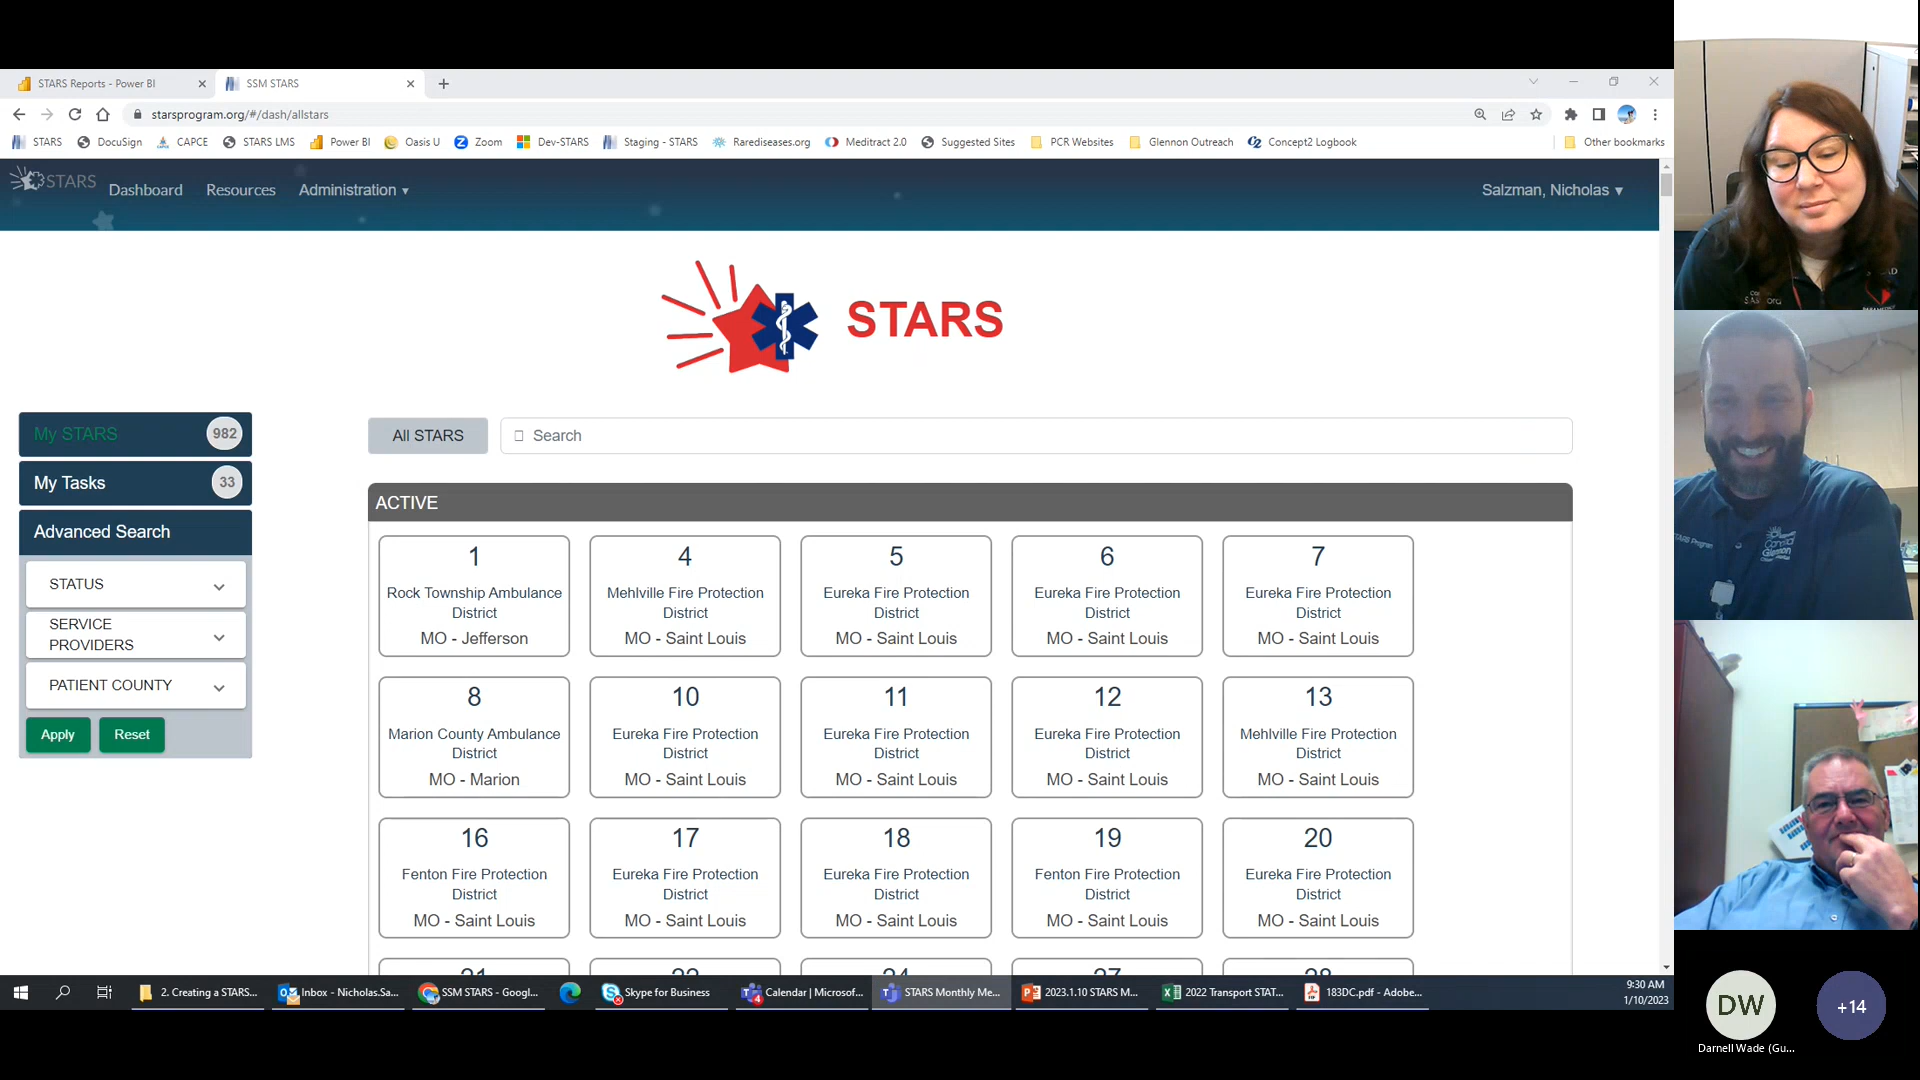 STARS Reports - Power BI
SSM STARS
starsprogram.org/#/dash/allstars
STARS
DocuSign
CAPCE
STARS LMS
Power BI
Oasis U
Zoom
Dev-STARS
Staging - STARS
Rarediseases.org
Meditract 2.0
Suggested Sites
PCR Websites
Glennon Outreach
Concept2 Logbook
Other bookmarks
STARS
Dashboard
Resources
Administration
Salzman, Nicholas
STARS
My STARS 982
My Tasks 33
Advanced Search
STATUS
SERVICE
PROVIDERS
PATIENT COUNTY
Apply
Reset
All STARS
Search
ACTIVE
1
Rock Township Ambulance
District
MO - Jefferson
4
Mehlville Fire Protection
District
MO - Saint Louis
5
Eureka Fire Protection
District
MO - Saint Louis
6
Eureka Fire Protection
District
MO - Saint Louis
7
Eureka Fire Protection
District
MO - Saint Louis
8
Marion County Ambulance
District
MO - Marion
10
Eureka Fire Protection
District
MO - Saint Louis
11
Eureka Fire Protection
District
MO - Saint Louis
12
Eureka Fire Protection
District
MO - Saint Louis
13
Mehlville Fire Protection
District
MO - Saint Louis
16
Fenton Fire Protection
District
MO - Saint Louis
17
Eureka Fire Protection
District
MO - Saint Louis
18
Eureka Fire Protection
District
MO - Saint Louis
19
Fenton Fire Protection
District
MO - Saint Louis
20
Eureka Fire Protection
District
MO - Saint Louis
2. Creating a STARS...
Inbox - Nicholas.Sa...
SSM STARS - Googl...
Skype for Business
Calendar | Microsof...
STARS Monthly Me...
2023.1.10 STARS M...
2022 Transport STAT...
183DC.pdf - Adobe...
9:30 AM
1/10/2023
STARS Program
Cardinal
Glennon
DW
Darnell Wade (Gu...
+14